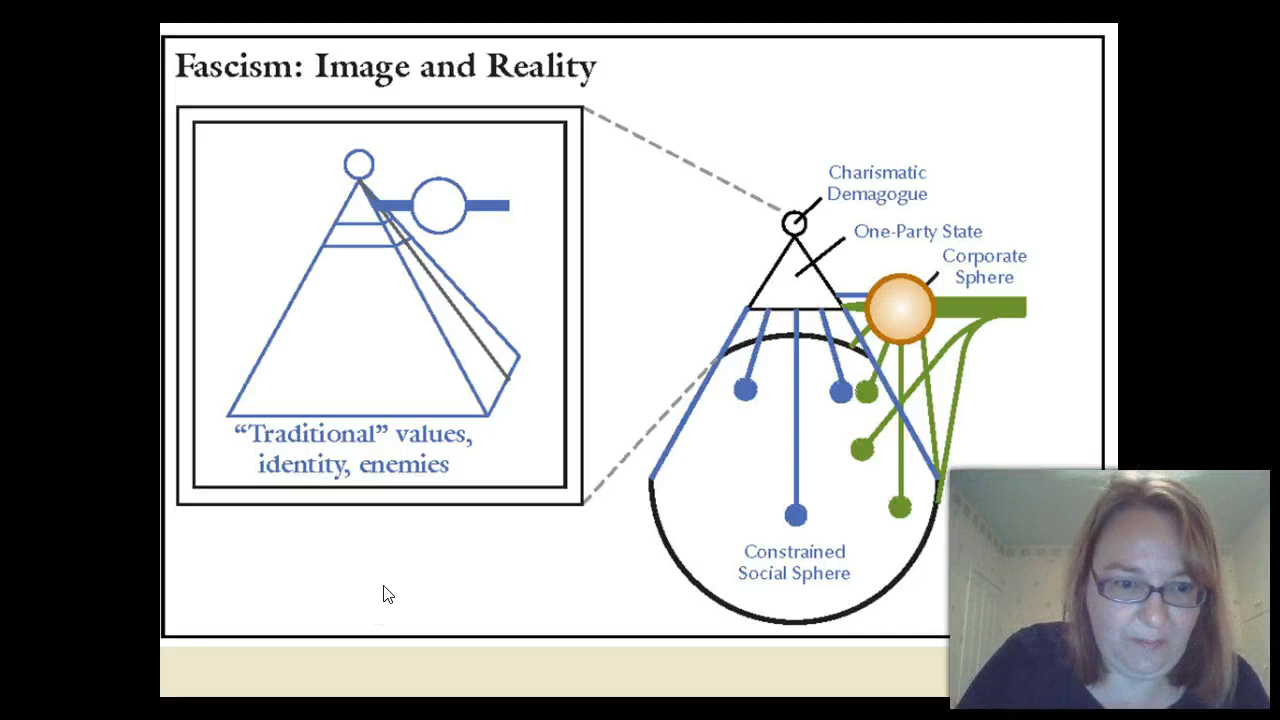 Fascism: Image and Reality
“Traditional” values,
identity, enemies
Charismatic
Demagogue
One-Party State
Corporate
Sphere
Constrained
Social Sphere